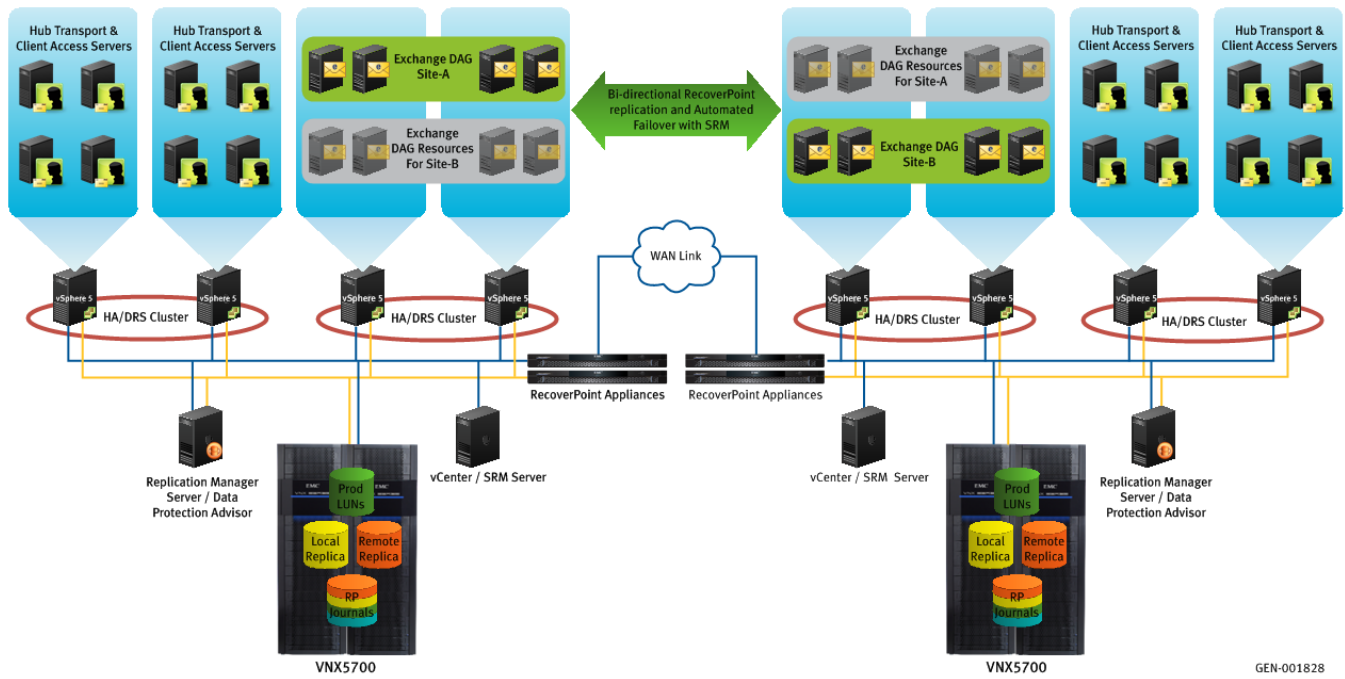 Hub Transport &
Client Access Servers
Hub Transport &
Client Access Servers
Exchange DAG
Site-A
Exchange
DAG Resources
For Site-B
Bi-directional RecoverPoint
replication and Automated
Failover with SRM
Exchange
DAG Resources
For Site-A
Exchange DAG
Site-B
Hub Transport &
Client Access Servers
Hub Transport &
Client Access Servers
WAN Link
vSphere 5
vSphere 5
vSphere 5
vSphere 5
vSphere 5
vSphere 5
vSphere 5
vSphere 5
HA/DRS Cluster
HA/DRS Cluster
HA/DRS Cluster
HA/DRS Cluster
RecoverPoint Appliances
RecoverPoint Appliances
Replication Manager
Server / Data
Protection Advisor
vCenter / SRM Server
vCenter / SRM Server
Replication Manager
Server / Data
Protection Advisor
EMC
EMC
Prod
LUNs
Local
Replica
Remote
Replica
RP
Journals
VNX5700
EMC
EMC
Prod
LUNs
Local
Replica
Remote
Replica
RP
Journals
VNX5700
GEN-001828